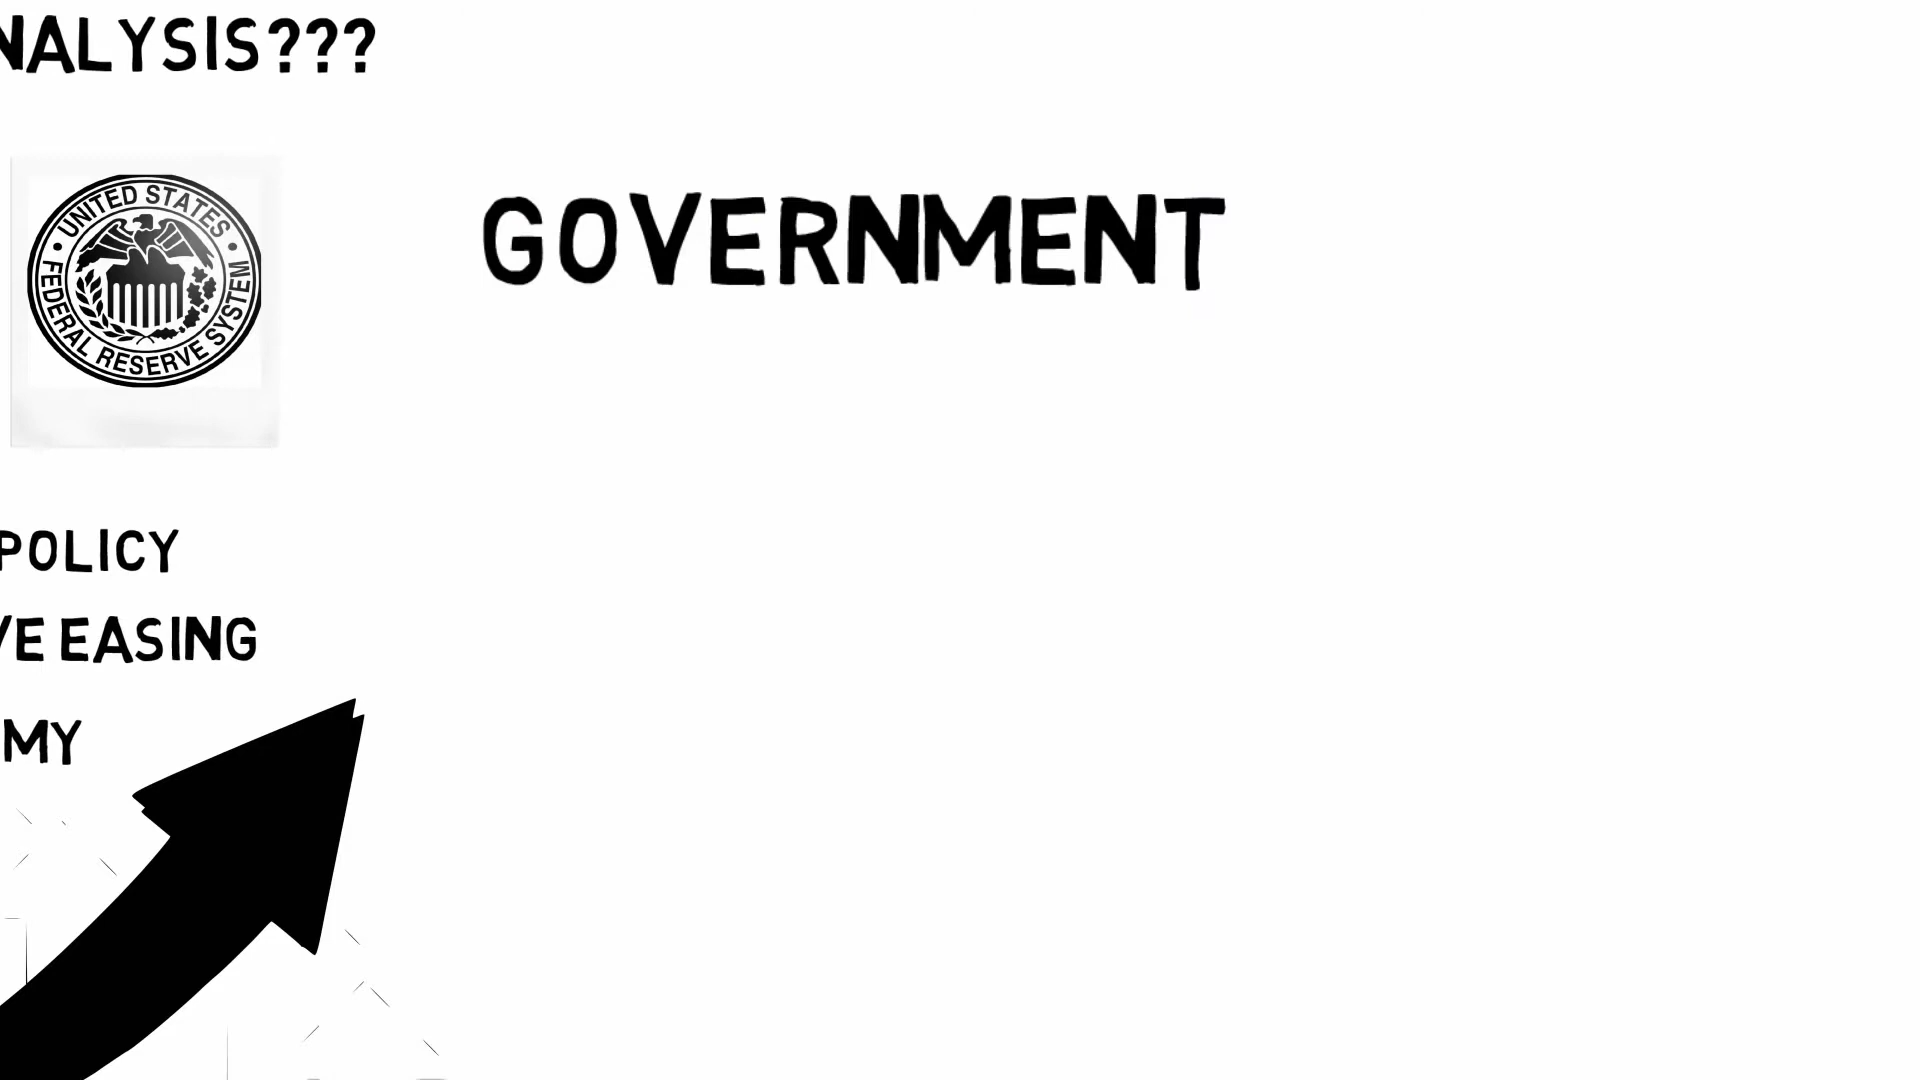 NALYSIS???
UNITED STATES
FEDERAL RESERVE SYSTEM
GOVERNMENT
POLICY
VE EASING
MY